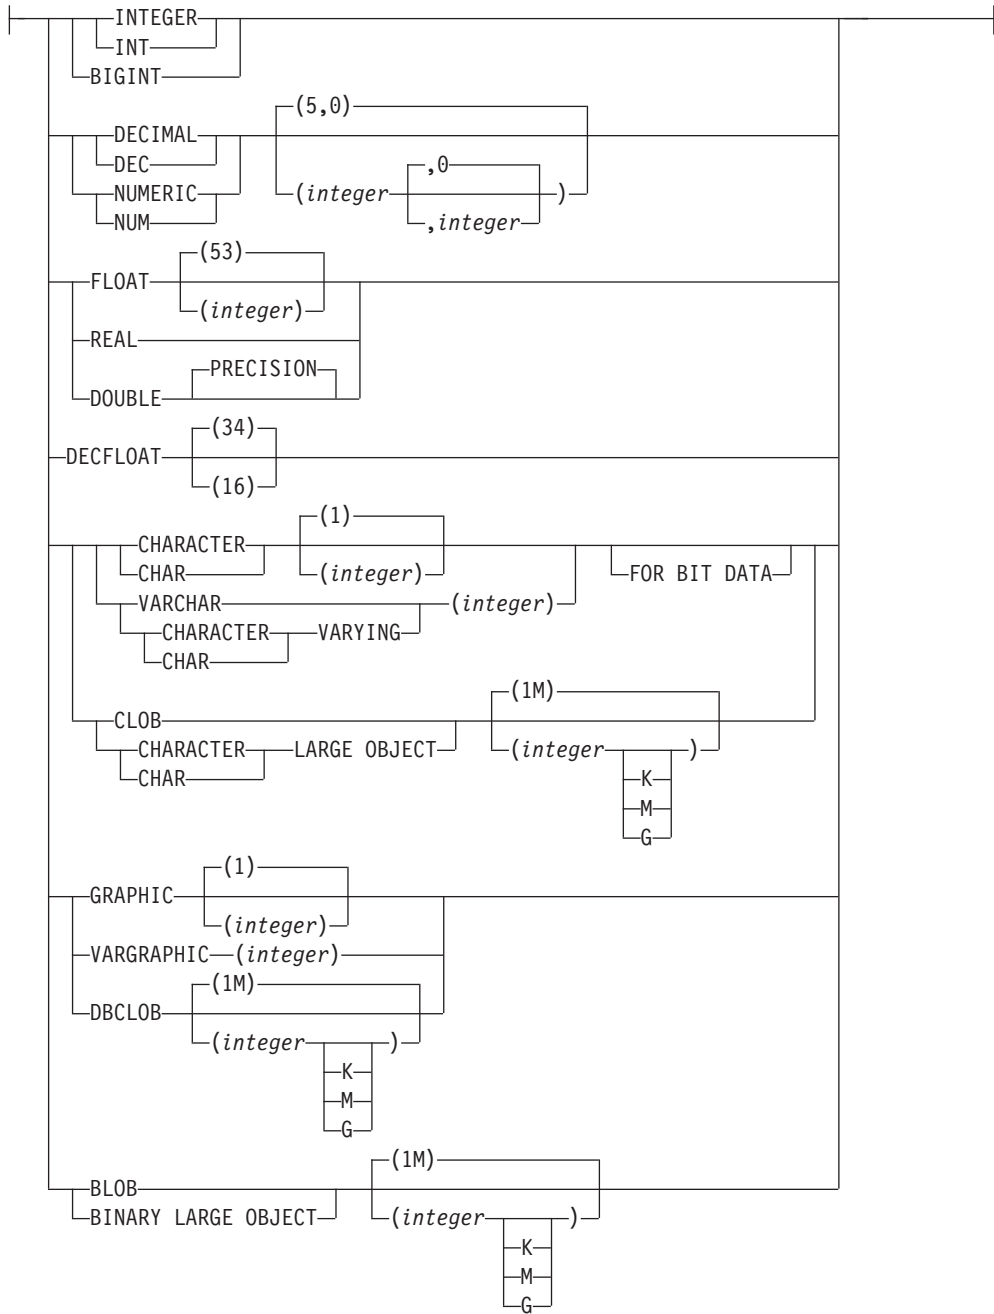 INTEGER
INT
BIGINT
(5,0)
DECIMAL
DEC
,0
NUMERIC
(integer )
NUM
,integer
(53)
FLOAT
(integer)
REAL
PRECISION
DOUBLE
(34)
DECFLOAT
(16)
(1)
CHARACTER
CHAR
(integer)
FOR BIT DATA
VARCHAR
(integer)
CHARACTER VARYING
CHAR
(1M)
CLOB
CHARACTER LARGE OBJECT
(integer )
CHAR
K
M
G
(1)
GRAPHIC
(integer)
VARGRAPHIC (integer)
(1M)
DBCLOB
(integer )
K
M
G
(1M)
BLOB
BINARY LARGE OBJECT
(integer )
K
M
G